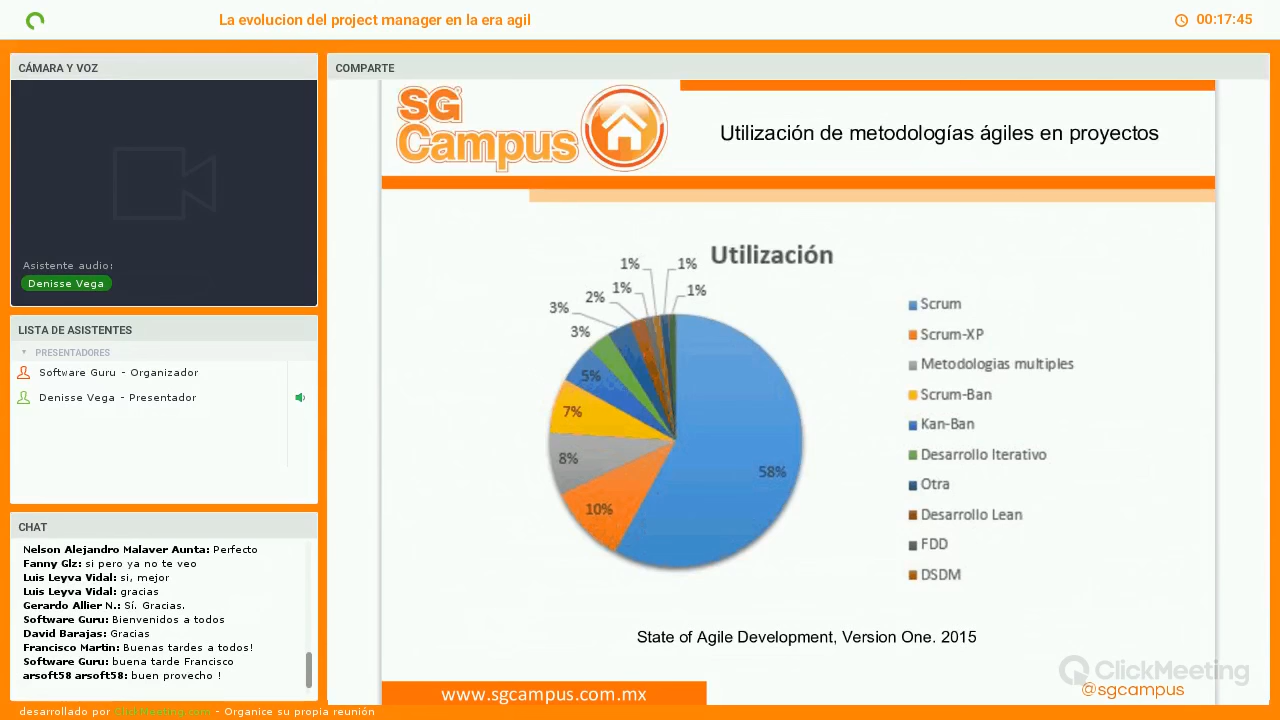 La evolucion del project manager en la era agil
00:17:45
CÁMARA Y VOZ
Asistente audio:
Denisse Vega
LISTA DE ASISTENTES
PRESENTADORES
Software Guru - Organizador
Denisse Vega - Presentador
CHAT
Nelson Alejandro Malaver Aunta: Perfecto
Fanny Glz: si pero ya no te veo
Luis Leyva Vidal: si, mejor
Luis Leyva Vidal: gracias
Gerardo Allier N.: Sí. Gracias.
Software Guru: Bienvenidos a todos
David Barajas: Gracias
Francisco Martin: Buenas tardes a todos!
Software Guru: buena tarde Francisco
arsoft58 arsoft58: buen provecho !
COMPARTE
SG
Campus
Utilización de metodologías ágiles en proyectos
Utilización
1%
1%
1%
1%
2%
3%
3%
5%
7%
8%
10%
58%
Scrum
Scrum-XP
Metodologias multiples
Scrum-Ban
Kan-Ban
Desarrollo Iterativo
Otra
Desarrollo Lean
FDD
DSDM
State of Agile Development, Version One. 2015
www.sgcampus.com.mx
ClickMeeting
@sgcampus
desarrollado por ClickMeeting.com - Organice su propia reunión